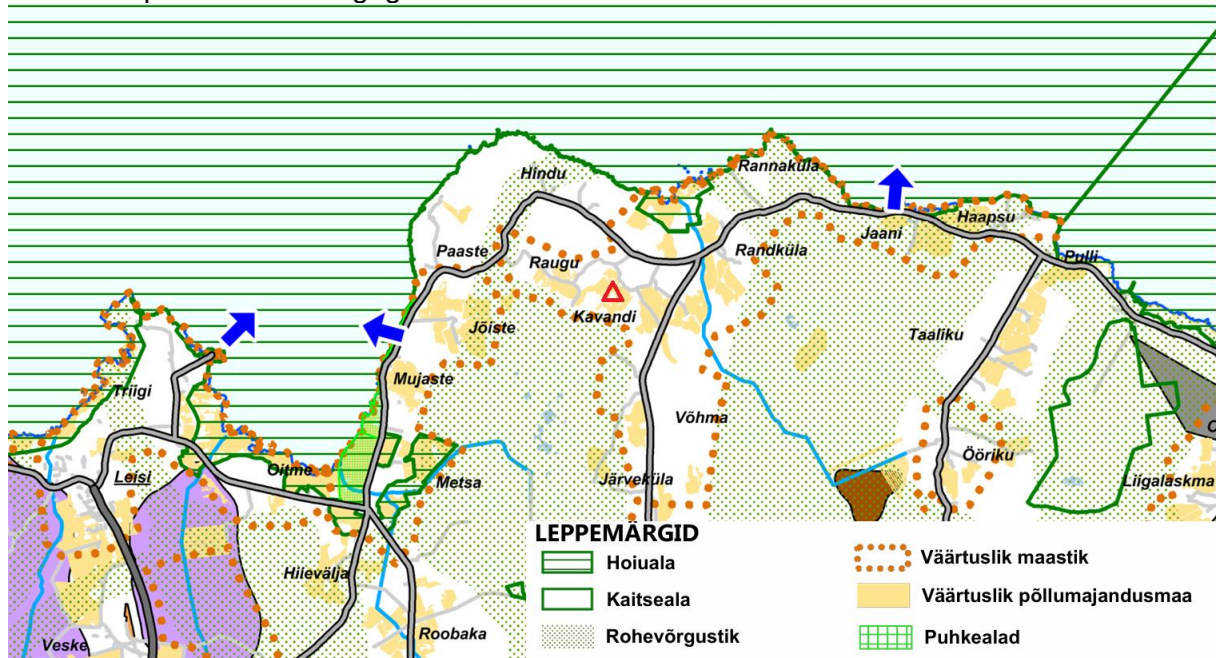 Rannaküla
Hindu
Haapsu
Jaani
Paaste
Raugu
Randküla
Pulli
Kavandi
Jõiste
Taaliku
Triigi
Mujaste
Võhma
Ööriku
Leisi
Oitme
Metsa
Järveküla
Liigalaskma
LEPPEMÄRGID
Hoiuala
Väärtuslik maastik
Hiievälja
Kaitseala
Väärtuslik põllumajandusmaa
Roobaka
Rohevõrgustik
Puhkealad
Veske